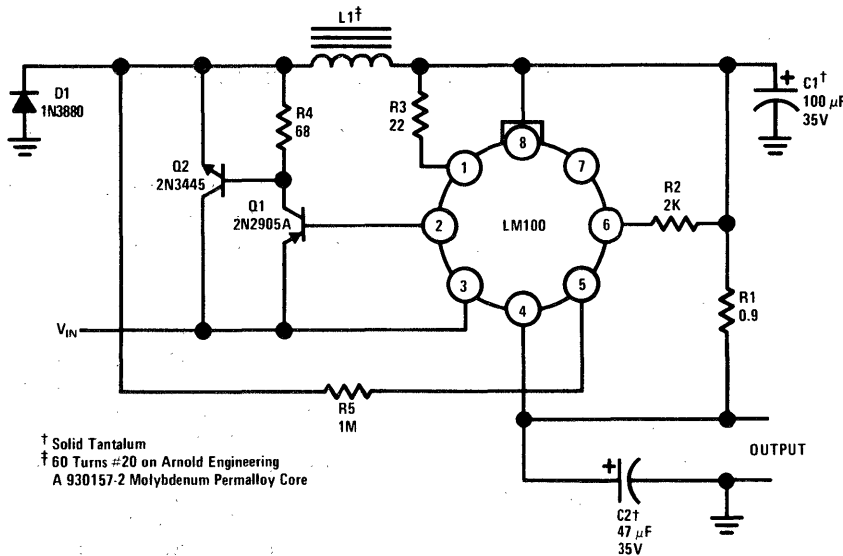 L1‡
D1
1N3880
R4
68
R3
22
C1†
100 μF
35V
Q2
2N3445
Q1
2N2905A
8
1
7
2
LM100
6
R2
2K
3
5
4
R1
0.9
VIN
R5
1M
† Solid Tantalum
‡ 60 Turns #20 on Arnold Engineering
A 930157-2 Molybdenum Permalloy Core
OUTPUT
C2†
47 μF
35V
+
+